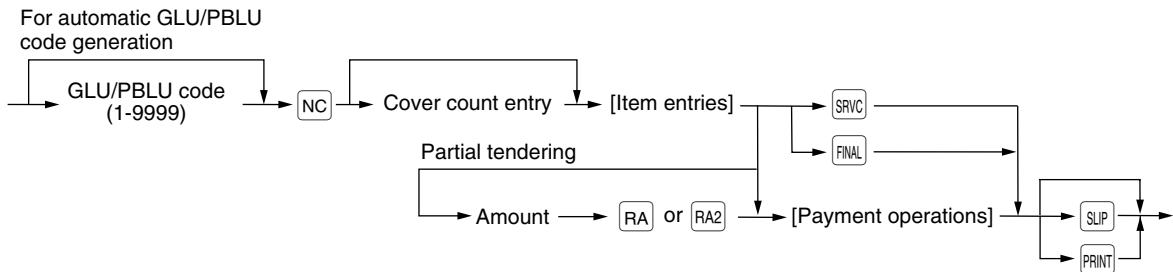 For automatic GLU/PBLU
code generation
GLU/PBLU code
(1-9999)
NC
Cover count entry
[Item entries]
SRVC
FINAL
Partial tendering
Amount
RA or RA2
[Payment operations]
SLIP
PRINT